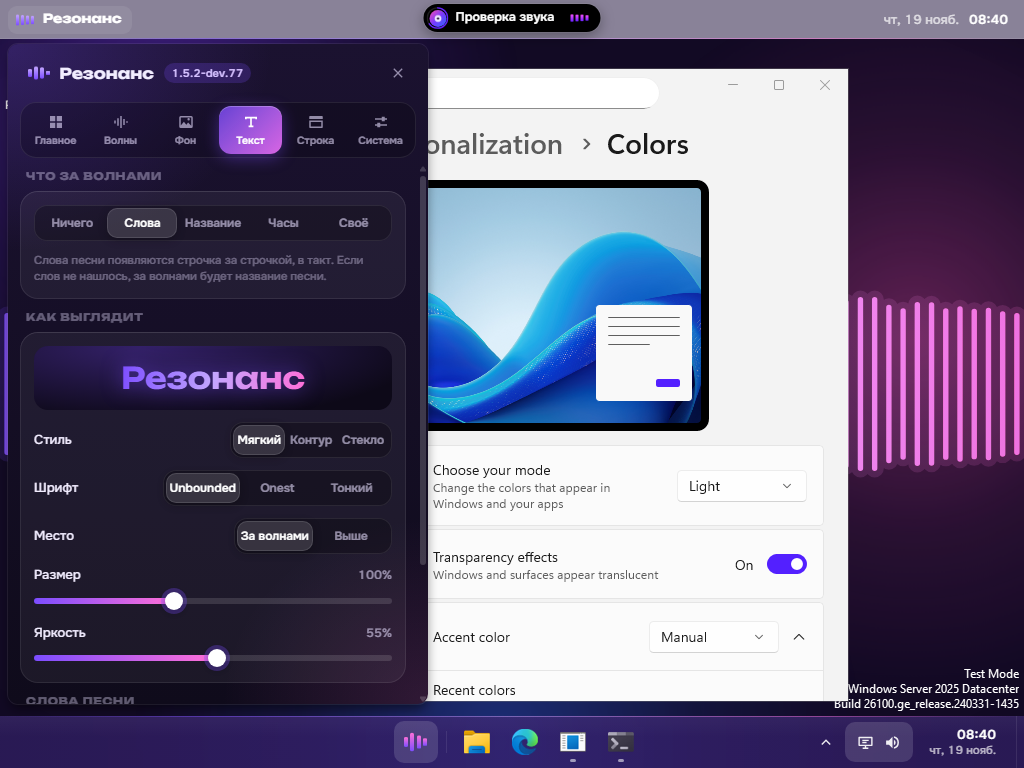 Резонанс
Проверка звука
чт, 19 нояб. 08:40
Резонанс 1.5.2-dev.77
Главное Волны Фон Текст Строка Система
ЧТО ЗА ВОЛНАМИ
Ничего Слова Название Часы Своё
Слова песни появляются строчка за строчкой, в такт. Если
слов не нашлось, за волнами будет название песни.
КАК ВЫГЛЯДИТ
Резонанс
Стиль Мягкий Контур Стекло
Шрифт Unbounded Onest Тонкий
Место За волнами Выше
Размер 100%
Яркость 55%
СЛОВА ПЕСНИ
onalization › Colors
Choose your mode
Change the colors that appear in
Windows and your apps
Light
Transparency effects
Windows and surfaces appear translucent
On
Accent color
Manual
Recent colors
Test Mode
Windows Server 2025 Datacenter
Build 26100.ge_release.240331-1435
08:40
чт, 19 нояб.